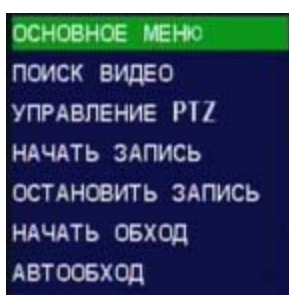 ОСНОВНОЕ МЕНЮ
ПОИСК ВИДЕО
УПРАВЛЕНИЕ PTZ
НАЧАТЬ ЗАПИСЬ
ОСТАНОВИТЬ ЗАПИСЬ
НАЧАТЬ ОБХОД
АВТООБХОД